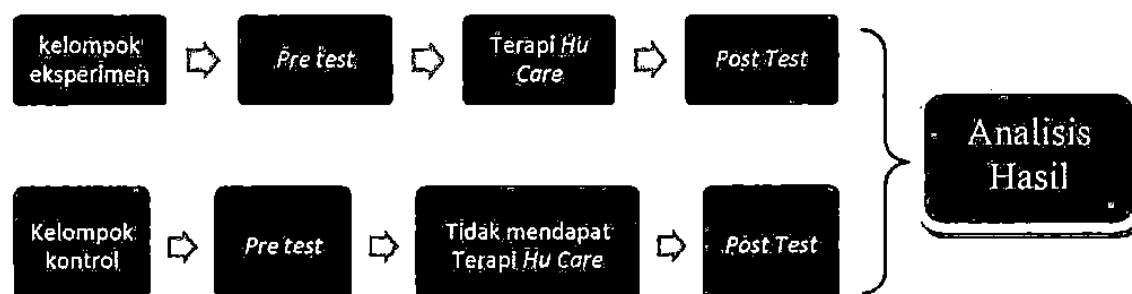 kelompok
eksperimen
Pre test
Terapi Hu
Care
Post Test
Kelompok
kontrol
Pre test
Tidak mendapat
Terapi Hu Care
Post Test
Analisis
Hasil